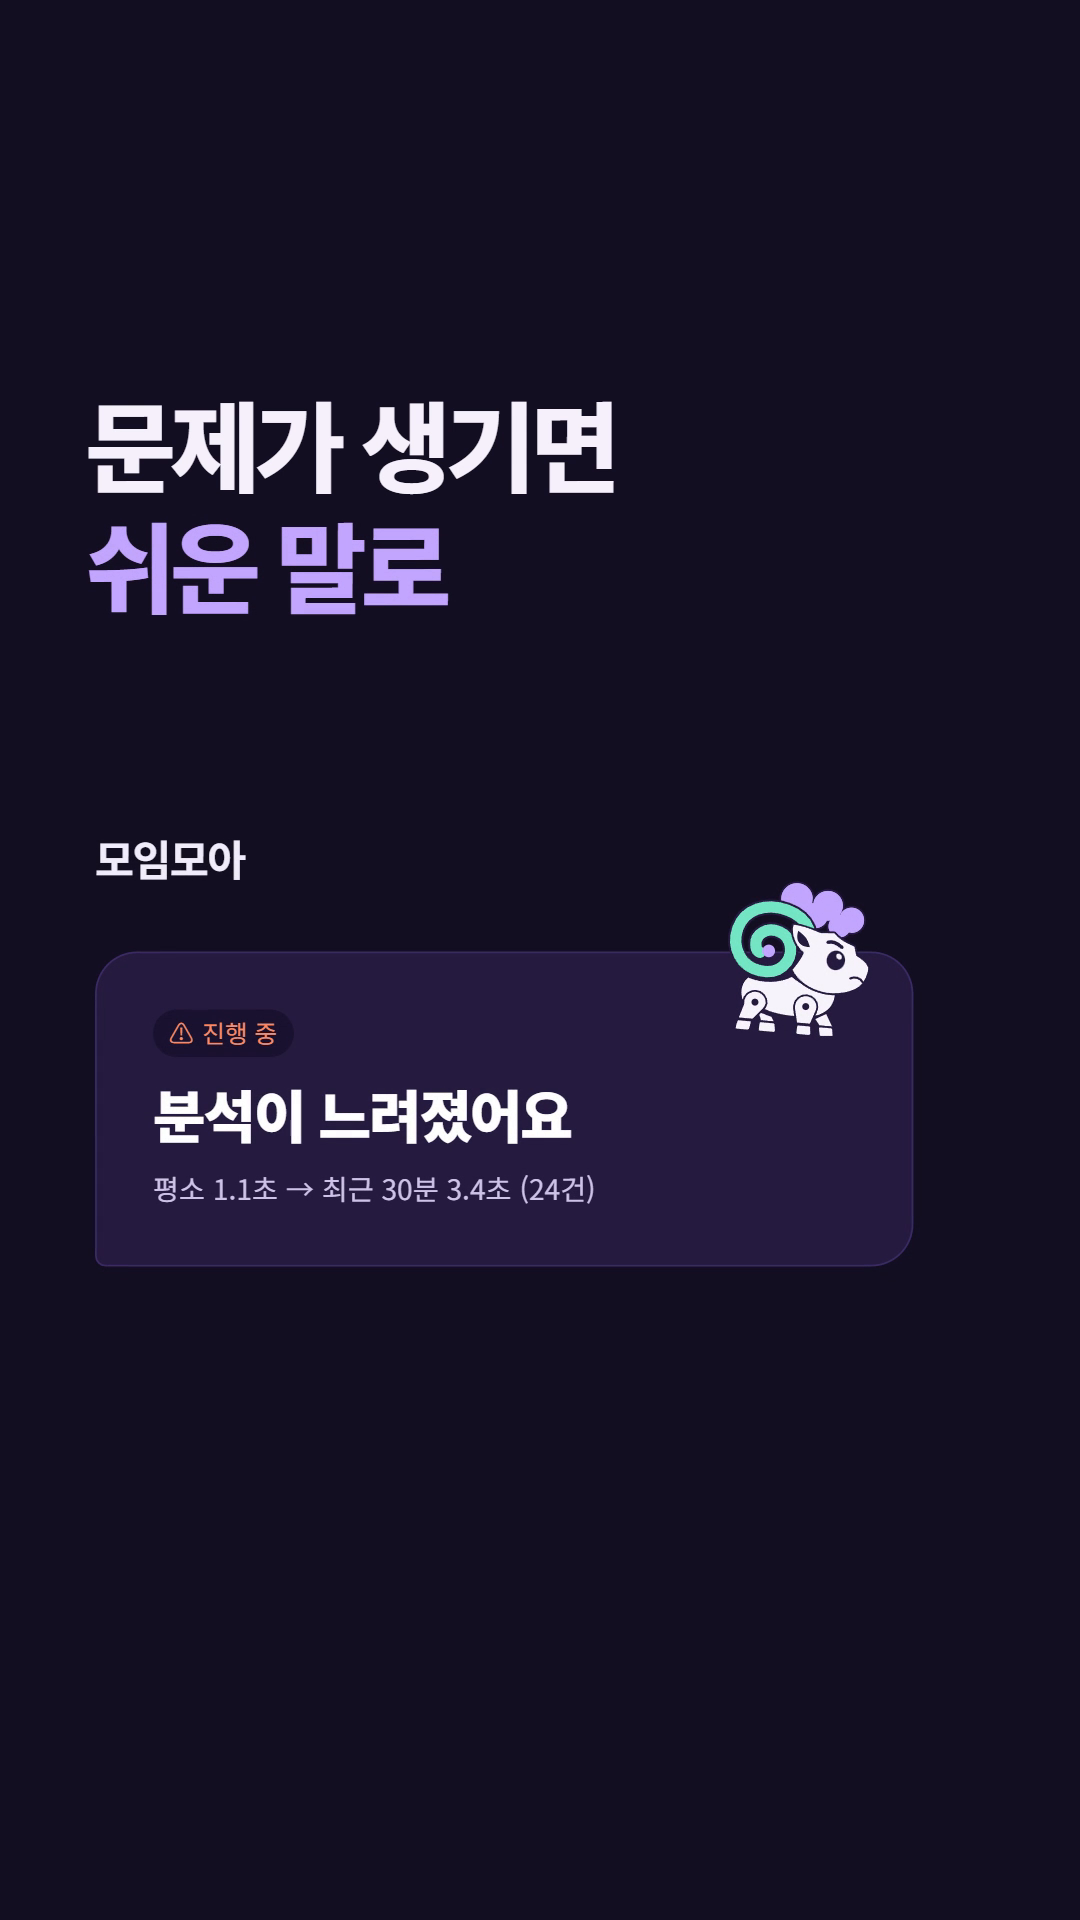 문제가 생기면
쉬운 말로
모임모아
진행 중
분석이 느려졌어요
평소 1.1초 → 최근 30분 3.4초 (24건)